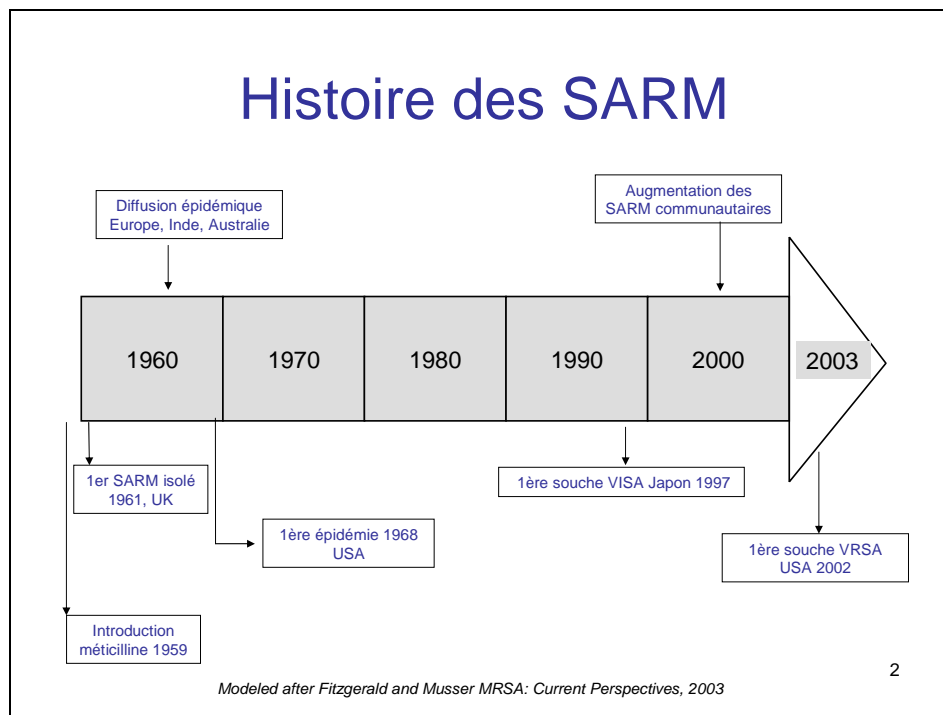 Histoire des SARM
Diffusion épidémique
Europe, Inde, Australie
Augmentation des
SARM communautaires
1960
1970
1980
1990
2000
2003
1er SARM isolé
1961, UK
1ère souche VISA Japon 1997
1ère épidémie 1968
USA
1ère souche VRSA
USA 2002
Introduction
méticilline 1959
2
Modeled after Fitzgerald and Musser MRSA: Current Perspectives, 2003